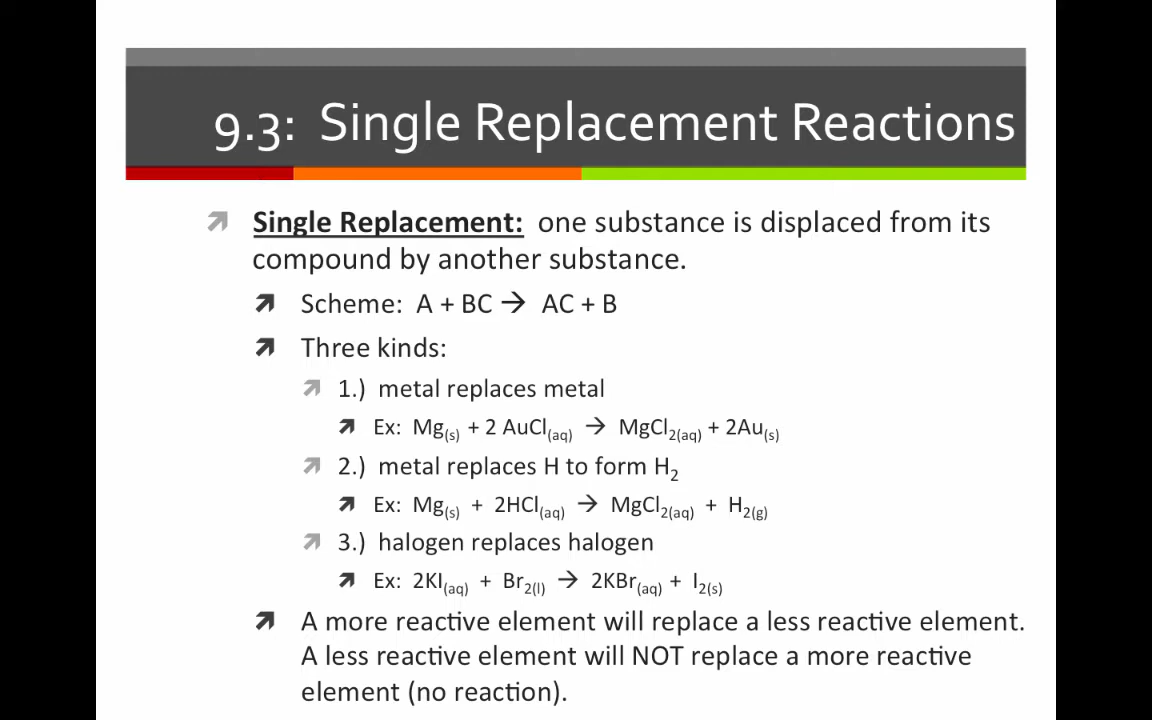 9.3: Single Replacement Reactions
Single Replacement: one substance is displaced from its
compound by another substance.
Scheme: A + BC → AC + B
Three kinds:
1.) metal replaces metal
Ex: Mg(s) + 2 AuCl(aq) → MgCl2(aq) + 2Au(s)
2.) metal replaces H to form H2
Ex: Mg(s) + 2HCl(aq) → MgCl2(aq) + H2(g)
3.) halogen replaces halogen
Ex: 2KI(aq) + Br2(l) → 2KBr(aq) + I2(s)
A more reactive element will replace a less reactive element.
A less reactive element will NOT replace a more reactive
element (no reaction).